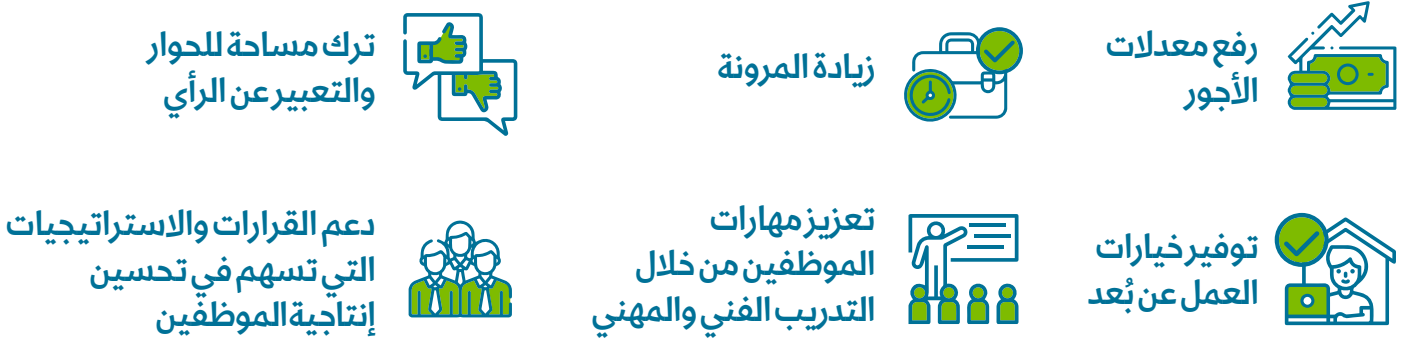 رفع معدلات
الأجور
زيادة المرونة
ترك مساحة للحوار
والتعبير عن الرأي
توفير خيارات
العمل عن بُعد
تعزيز مهارات
الموظفين من خلال
التدريب الفني والمهني
دعم القرارات والاستراتيجيات
التي تسهم في تحسين
إنتاجية الموظفين